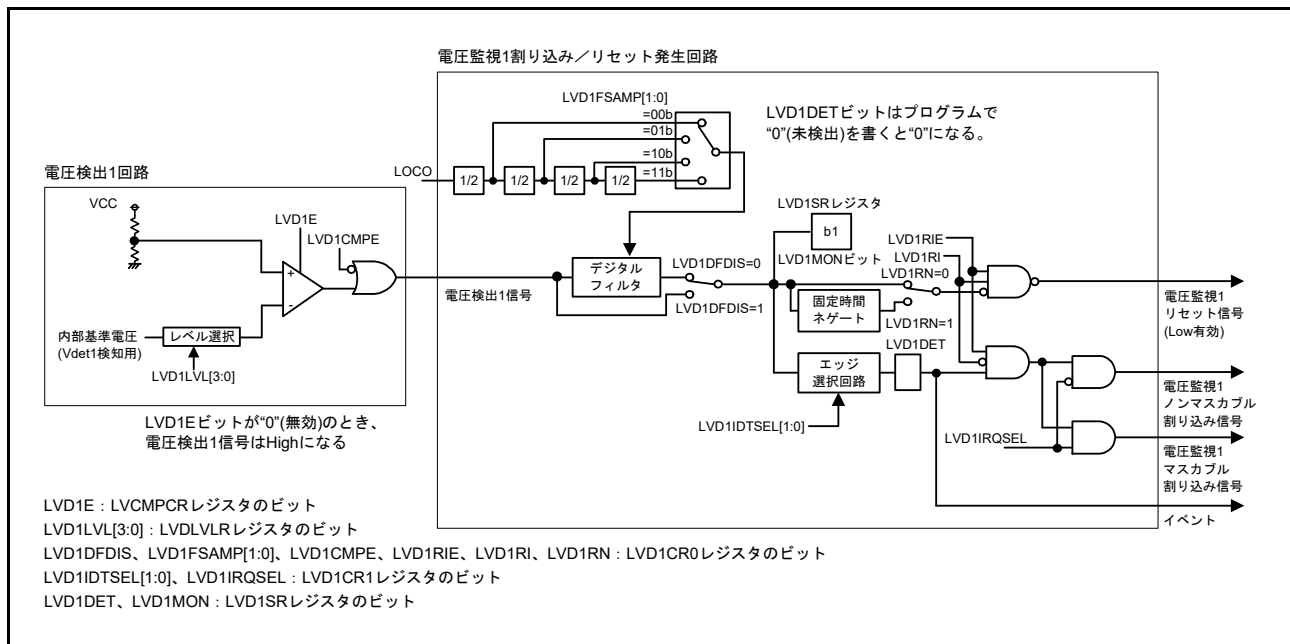 電圧監視1割り込み／リセット発生回路
LVD1FSAMP[1:0]
=00b
=01b
=10b
=11b
LVD1DETビットはプログラムで
“0”(未検出)を書くと“0”になる。
電圧検出1回路
LOCO
1/2
1/2
1/2
1/2
VCC
LVD1E
LVD1CMPE
+
-
内部基準電圧
(Vdet1検知用)
レベル選択
LVD1LVL[3:0]
電圧検出1信号
デジタル
フィルタ
LVD1DFDIS=0
LVD1DFDIS=1
LVD1SRレジスタ
b1
LVD1MONビット
LVD1RIE
LVD1RI
LVD1RN=0
固定時間
ネゲート
LVD1RN=1
電圧監視1
リセット信号
(Low有効)
LVD1DET
エッジ
選択回路
LVD1IDTSEL[1:0]
電圧監視1
ノンマスカブル
割り込み信号
LVD1IRQSEL
電圧監視1
マスカブル
割り込み信号
イベント
LVD1Eビットが“0”(無効)のとき、
電圧検出1信号はHighになる
LVD1E：LVCMPCRレジスタのビット
LVD1LVL[3:0]：LVDLVLRレジスタのビット
LVD1DFDIS、LVD1FSAMP[1:0]、LVD1CMPE、LVD1RIE、LVD1RI、LVD1RN：LVD1CR0レジスタのビット
LVD1IDTSEL[1:0]、LVD1IRQSEL：LVD1CR1レジスタのビット
LVD1DET、LVD1MON：LVD1SRレジスタのビット